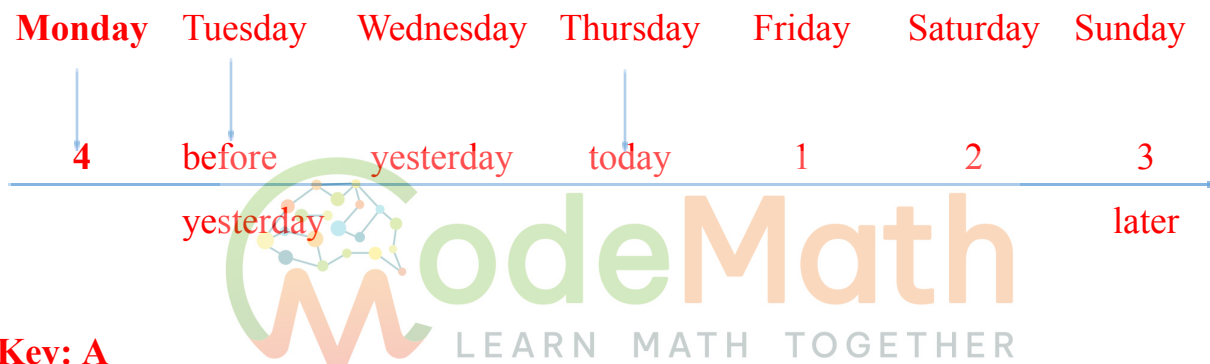 Monday Tuesday Wednesday Thursday Friday Saturday Sunday
4 before yesterday today 1 2 3
yesterday later
CodeMath
LEARN MATH TOGETHER
Key: A